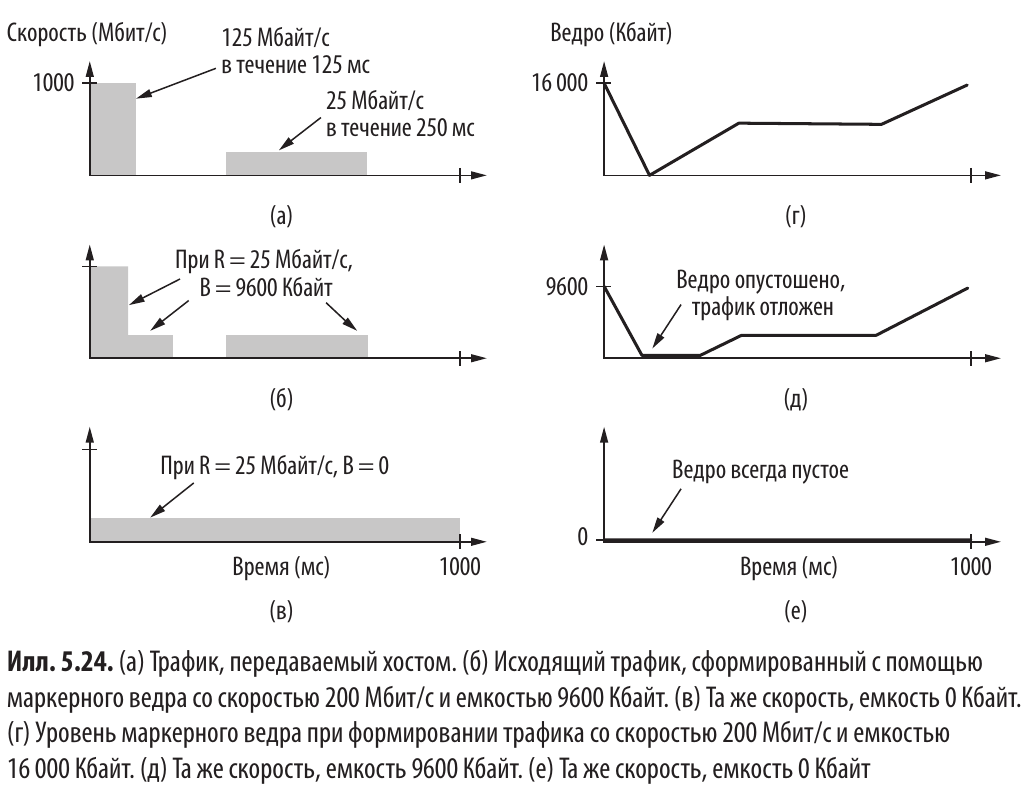 Скорость (Мбит/с)
125 Мбайт/с
в течение 125 мс
1000
25 Мбайт/с
в течение 250 мс
(а)
Ведро (Кбайт)
16 000
(г)
При R = 25 Мбайт/с,
B = 9600 Кбайт
(б)
9600
Ведро опустошено,
трафик отложен
(д)
При R = 25 Мбайт/с, B = 0
Время (мс)
1000
(в)
Ведро всегда пустое
0
Время (мс)
1000
(е)
Илл. 5.24. (а) Трафик, передаваемый хостом. (б) Исходящий трафик, сформированный с помощью
маркерного ведра со скоростью 200 Мбит/с и емкостью 9600 Кбайт. (в) Та же скорость, емкость 0 Кбайт.
(г) Уровень маркерного ведра при формировании трафика со скоростью 200 Мбит/с и емкостью
16 000 Кбайт. (д) Та же скорость, емкость 9600 Кбайт. (е) Та же скорость, емкость 0 Кбайт